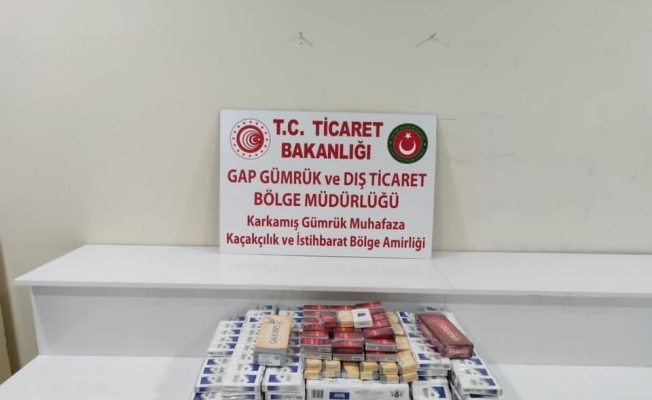 T.C. TİCARET
BAKANLIĞI
GAP GÜMRÜK ve DIŞ TİCARET
BÖLGE MÜDÜRLÜĞÜ
Karkamış Gümrük Muhafaza
Kaçakçılık ve İstihbarat Bölge Amirliği